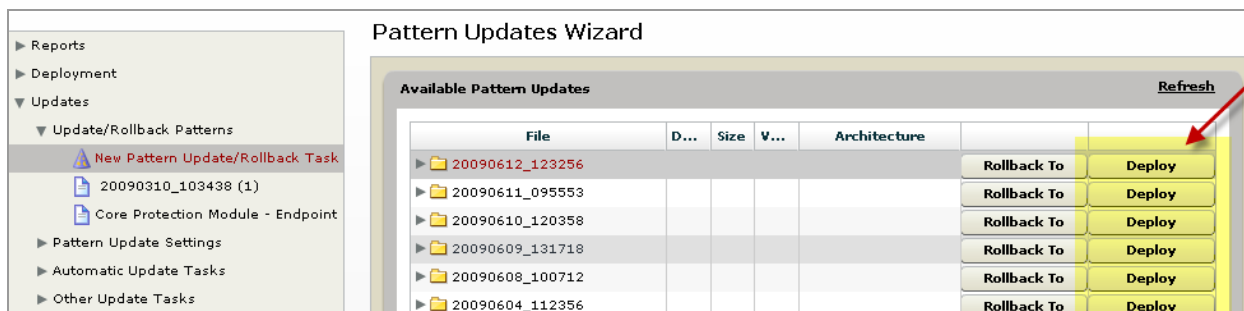 Pattern Updates Wizard
▶ Reports
▶ Deployment
▼ Updates
▼ Update/Rollback Patterns
New Pattern Update/Rollback Task
20090310_103438 (1)
Core Protection Module - Endpoint
▶ Pattern Update Settings
▶ Automatic Update Tasks
▶ Other Update Tasks
Available Pattern Updates Refresh
File D... Size V... Architecture
▶ 20090612_123256 Rollback To Deploy
▶ 20090611_095553 Rollback To Deploy
▶ 20090610_120358 Rollback To Deploy
▶ 20090609_131718 Rollback To Deploy
▶ 20090608_100712 Rollback To Deploy
▶ 20090604_112356 Rollback To Deploy